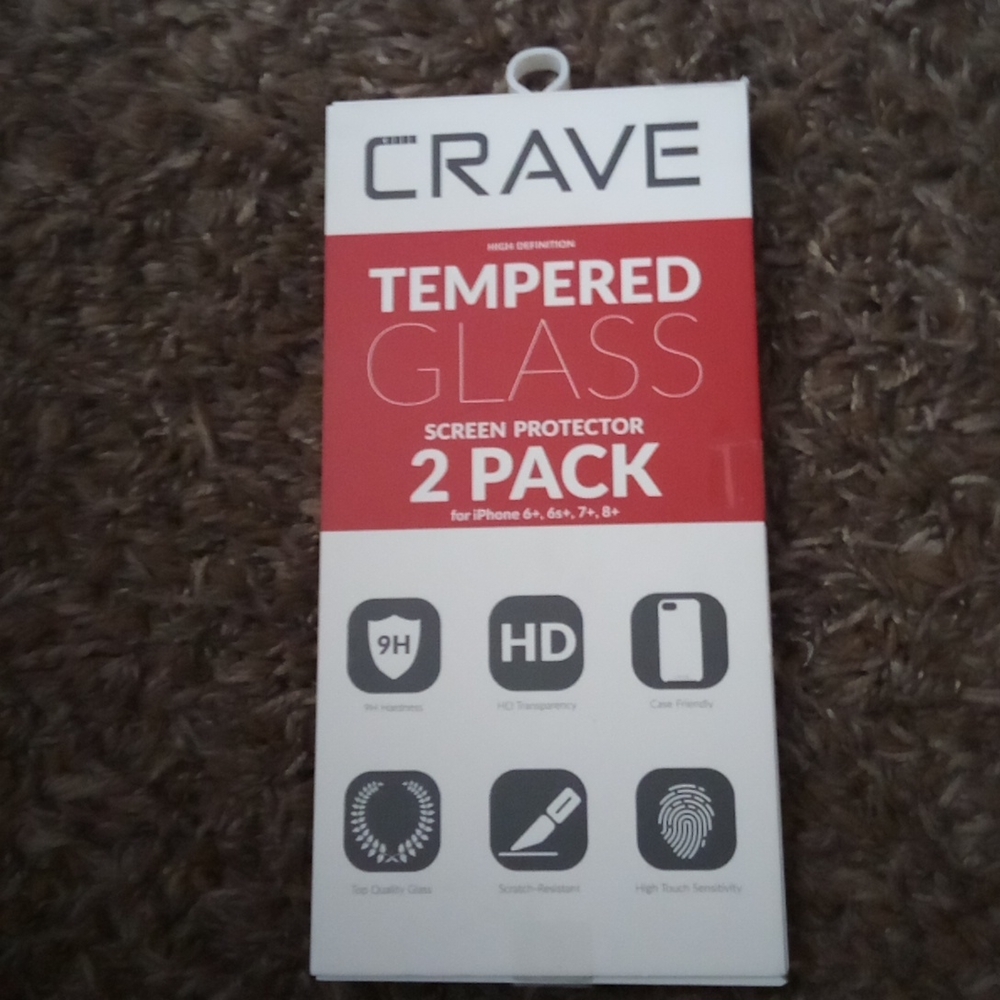 CRAVE
HIGH DEFINITION
TEMPERED
GLASS
SCREEN PROTECTOR
2 PACK
for iPhone 6+, 6s+, 7+, 8+
9H
HD
9H Hardness
HD Transparency
Case Friendly
Top Quality Glass
Scratch-Resistant
High Touch Sensitivity